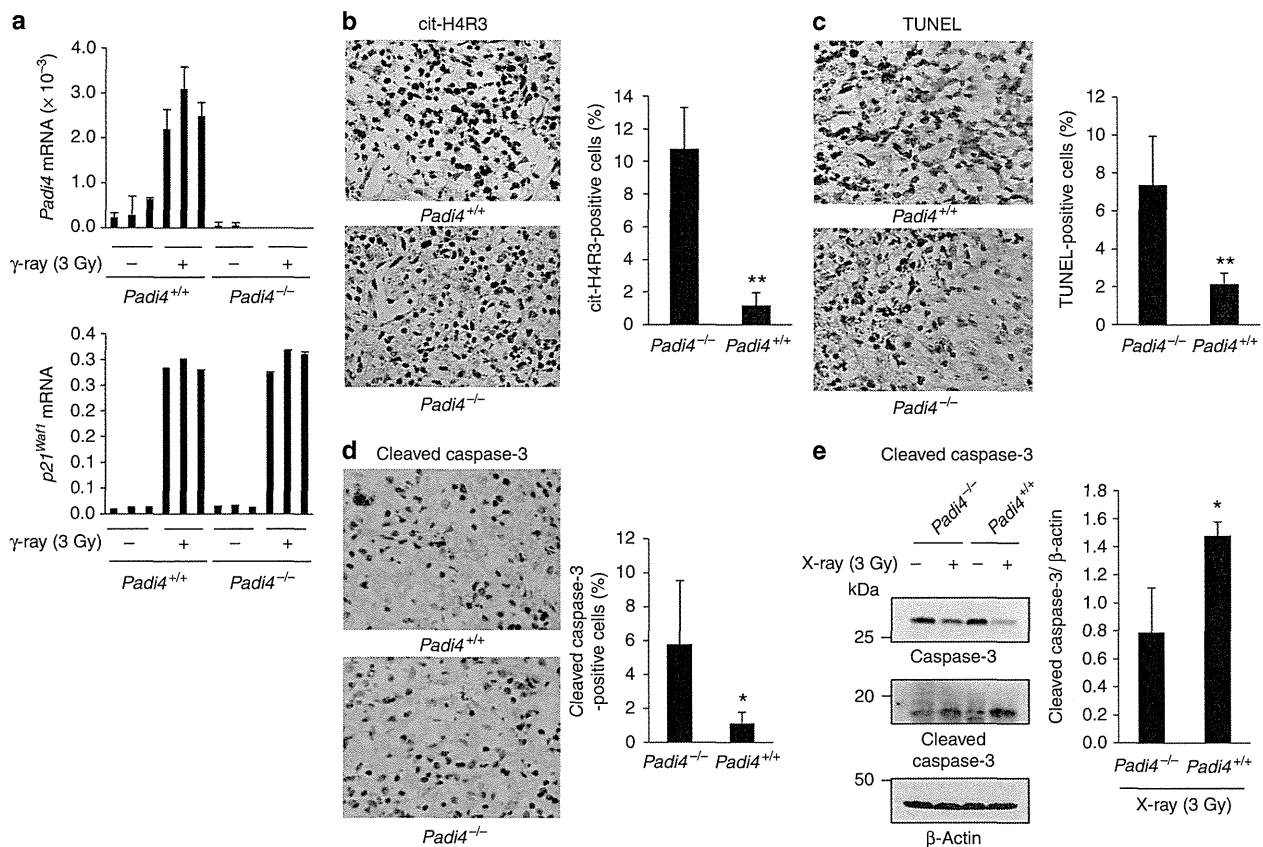 a
4.0
3.0
2.0
1.0
0.0
Padi4 mRNA (× 10⁻³)
γ-ray (3 Gy) − + − +
Padi4⁺/⁺ Padi4⁻/⁻
0.4
0.3
0.3
0.2
0.2
0.1
0.1
0.0
p21Waf1 mRNA
γ-ray (3 Gy) − + − +
Padi4⁺/⁺ Padi4⁻/⁻
b
cit-H4R3
Padi4⁺/⁺
Padi4⁻/⁻
14
12
10
8
6
4
2
0
cit-H4R3-positive cells (%)
**
Padi4⁻/⁻ Padi4⁺/⁺
c
TUNEL
Padi4⁺/⁺
Padi4⁻/⁻
12
10
8
6
4
2
0
TUNEL-positive cells (%)
**
Padi4⁻/⁻ Padi4⁺/⁺
d
Cleaved caspase-3
Padi4⁺/⁺
Padi4⁻/⁻
12
10
8
6
4
2
0
Cleaved caspase-3
-positive cells (%)
*
Padi4⁻/⁻ Padi4⁺/⁺
e
Cleaved caspase-3
Padi4⁻/⁻ Padi4⁺/⁺
X-ray (3 Gy) − + − +
kDa
25
Caspase-3
20
Cleaved
caspase-3
50
β-Actin
1.8
1.6
1.4
1.2
1.0
0.8
0.6
0.4
0.2
0.0
Cleaved caspase-3/ β-actin
*
Padi4⁻/⁻ Padi4⁺/⁺
X-ray (3 Gy)